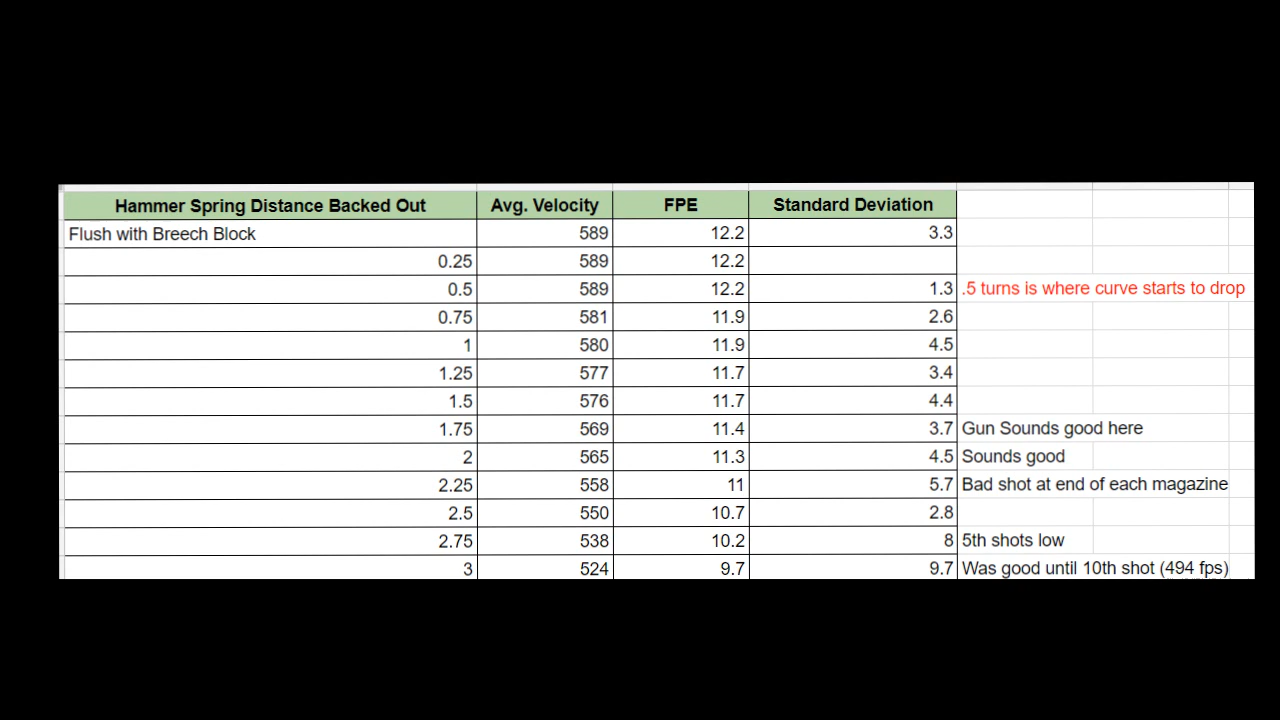 Hammer Spring Distance Backed Out Avg. Velocity FPE Standard Deviation
Flush with Breech Block 589 12.2 3.3
0.25 589 12.2
0.5 589 12.2 1.3 .5 turns is where curve starts to drop
0.75 581 11.9 2.6
1 580 11.9 4.5
1.25 577 11.7 3.4
1.5 576 11.7 4.4
1.75 569 11.4 3.7 Gun Sounds good here
2 565 11.3 4.5 Sounds good
2.25 558 11 5.7 Bad shot at end of each magazine
2.5 550 10.7 2.8
2.75 538 10.2 8 5th shots low
3 524 9.7 9.7 Was good until 10th shot (494 fps)